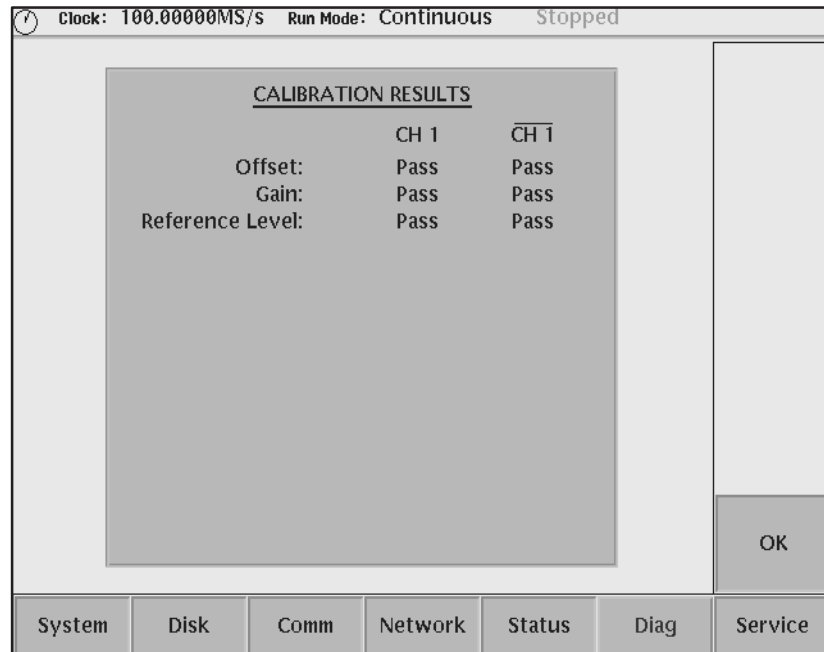 Clock: 100.00000MS/s Run Mode: Continuous Stopped
CALIBRATION RESULTS
CH 1 C̅H̅ ̅1̅
Offset: Pass Pass
Gain: Pass Pass
Reference Level: Pass Pass
OK
System Disk Comm Network Status Diag Service